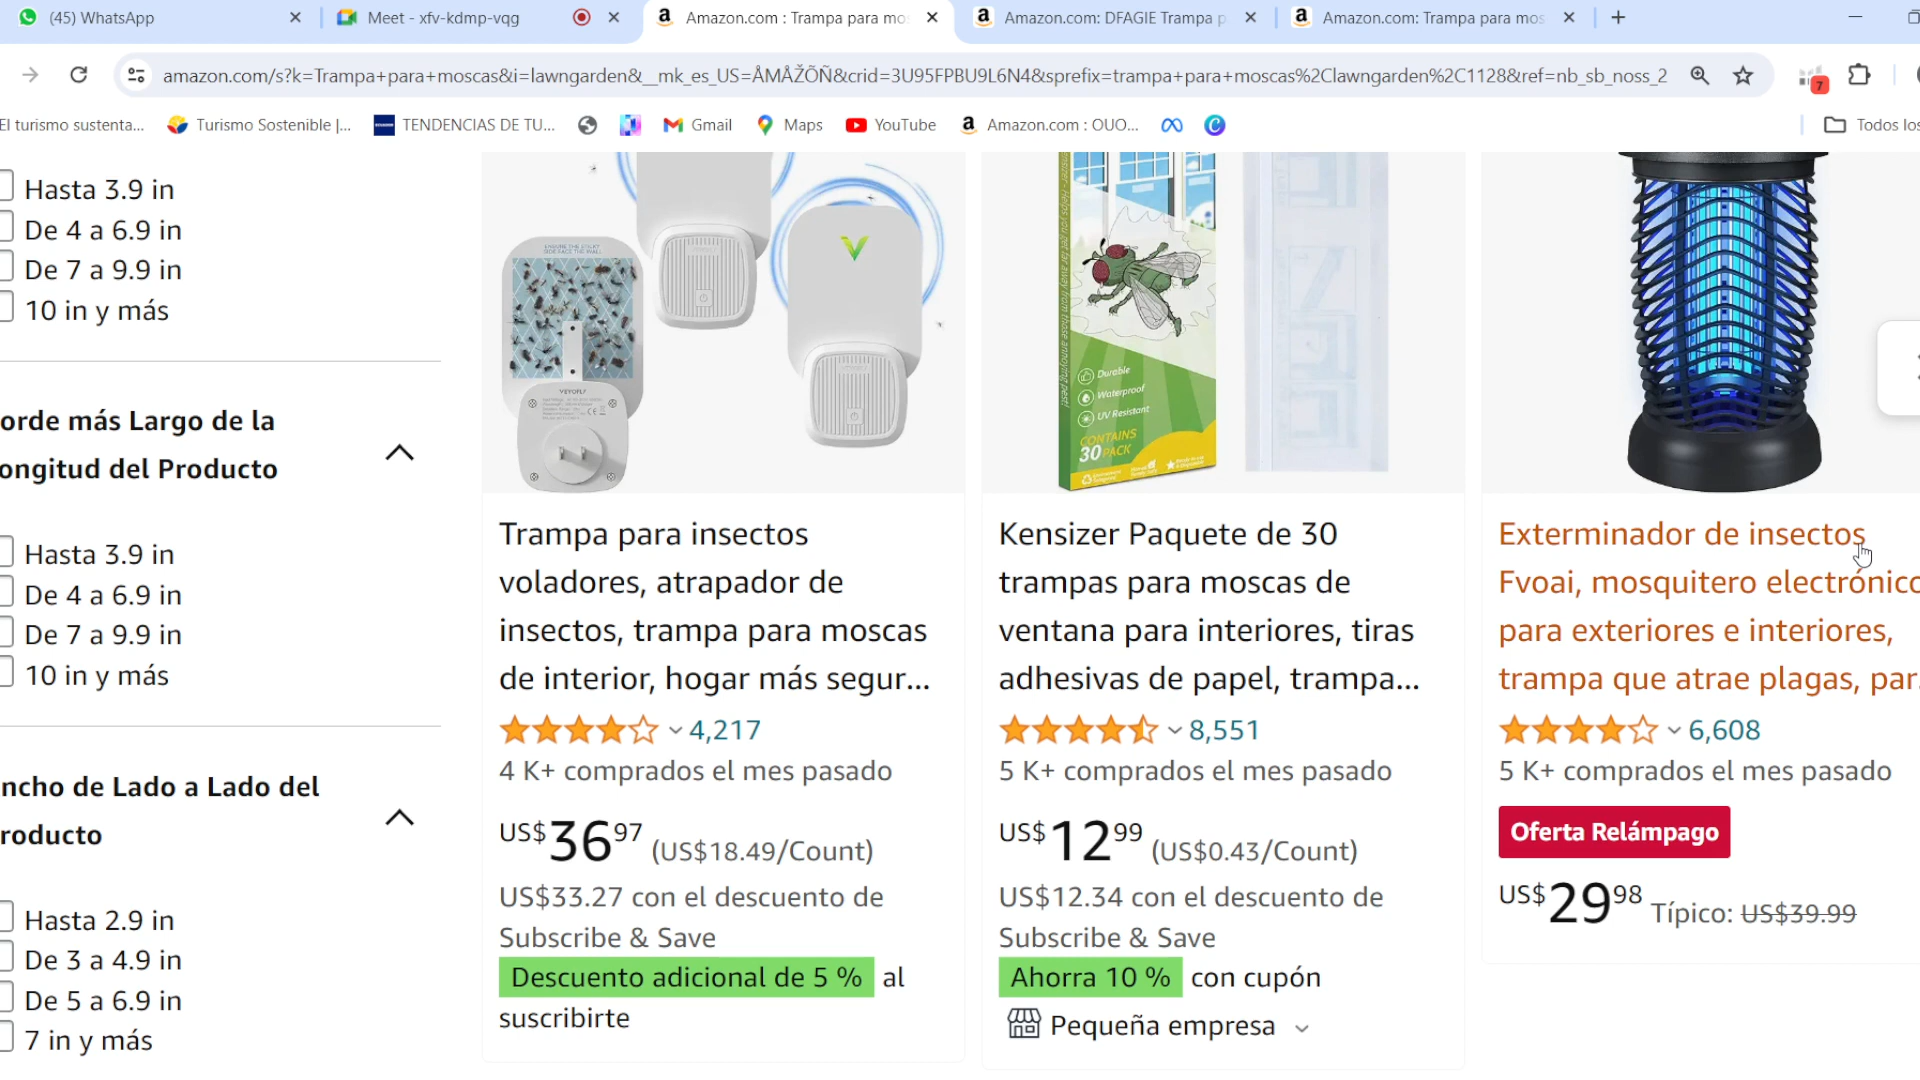 (45) WhatsApp
Meet - xfv-kdmp-vqg
Amazon.com : Trampa para mo
Amazon.com: DFAGIE Trampa p
Amazon.com: Trampa para mos
amazon.com/s?k=Trampa+para+moscas&i=lawngarden&__mk_es_US=ÅMÅŽÕÑ&crid=3U95FPBU9L6N4&sprefix=trampa+para+moscas%2Clawngarden%2C1128&ref=nb_sb_noss_2
7
El turismo sustenta...
Turismo Sostenible |...
TENDENCIAS DE TU...
Gmail
Maps
YouTube
Amazon.com : OUO...
Todos los
Hasta 3.9 in
De 4 a 6.9 in
De 7 a 9.9 in
10 in y más
orde más Largo de la
ongitud del Producto
Hasta 3.9 in
De 4 a 6.9 in
De 7 a 9.9 in
10 in y más
ncho de Lado a Lado del
roducto
Hasta 2.9 in
De 3 a 4.9 in
De 5 a 6.9 in
7 in y más
VEYOFLY
Trampa para insectos
voladores, atrapador de
insectos, trampa para moscas
de interior, hogar más segur...
4,217
4 K+ comprados el mes pasado
US$36.97 (US$18.49/Count)
US$33.27 con el descuento de
Subscribe & Save
Descuento adicional de 5 % al
suscribirte
Durable
Waterproof
UV Resistant
CONTAINS
30 PACK
Kensizer Paquete de 30
trampas para moscas de
ventana para interiores, tiras
adhesivas de papel, trampa...
8,551
5 K+ comprados el mes pasado
US$12.99 (US$0.43/Count)
US$12.34 con el descuento de
Subscribe & Save
Ahorra 10 % con cupón
Pequeña empresa
Exterminador de insectos
Fvoai, mosquitero electrónico
para exteriores e interiores,
trampa que atrae plagas, par.
6,608
5 K+ comprados el mes pasado
Oferta Relámpago
US$29.98 Típico: US$39.99